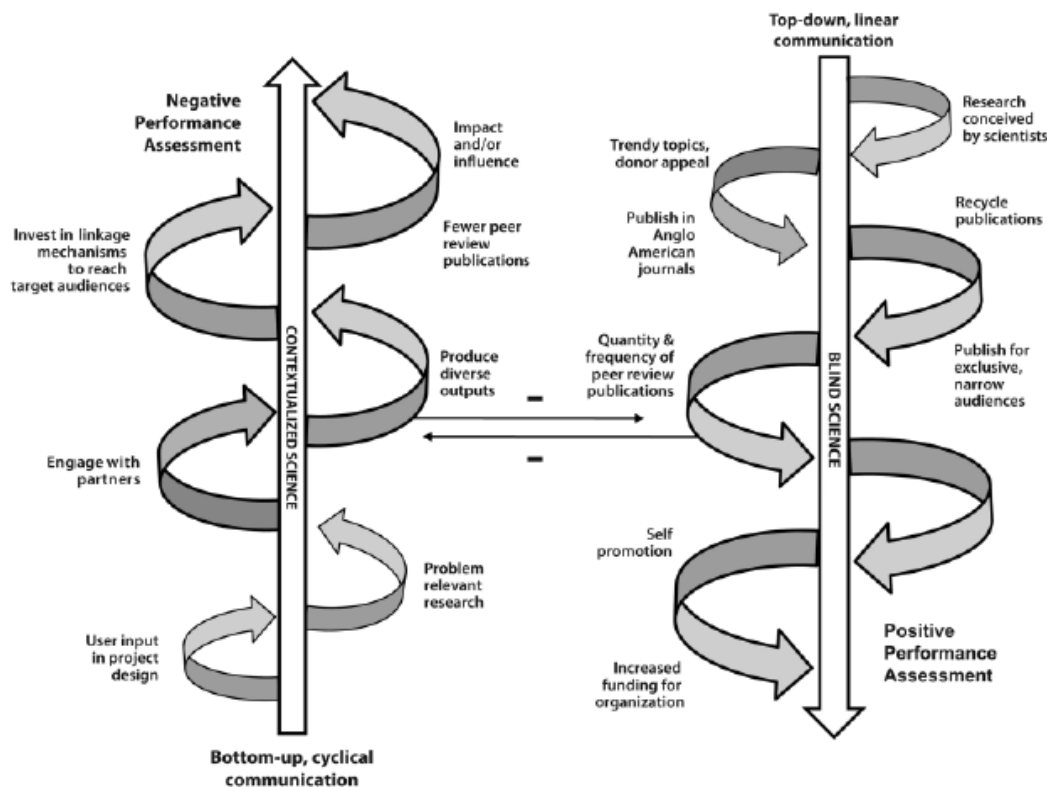 Top-down, linear
communication
Negative
Performance
Assessment
Impact
and/or
influence
Invest in linkage
mechanisms
to reach
target audiences
Fewer peer
review
publications
CONTEXTUALIZED SCIENCE
Produce
diverse
outputs
Engage with
partners
Problem
relevant
research
User input
in project
design
Bottom-up, cyclical
communication
Research
conceived
by scientists
Trendy topics,
donor appeal
Publish in
Anglo
American
journals
Recycle
publications
Quantity &
frequency of
peer review
publications
BLIND SCIENCE
Publish for
exclusive,
narrow
audiences
Self
promotion
Increased
funding for
organization
Positive
Performance
Assessment
–
–